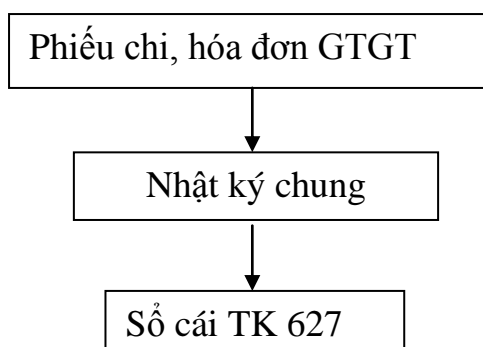 Phiếu chi, hóa đơn GTGT
Nhật ký chung
Sổ cái TK 627